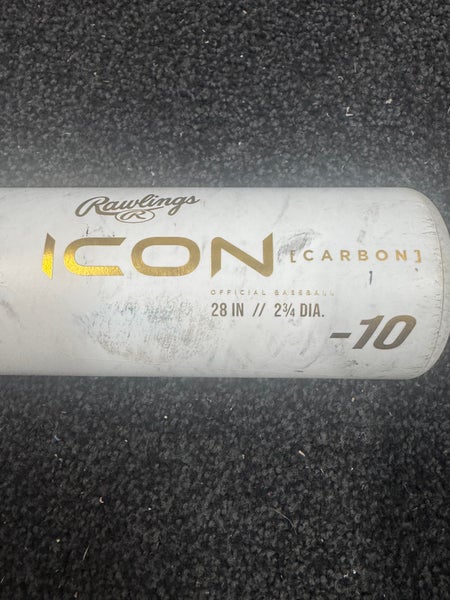 Rawlings
R
ICON [CARBON]
OFFICIAL BASEBALL
28 IN // 2¾ DIA.
-10